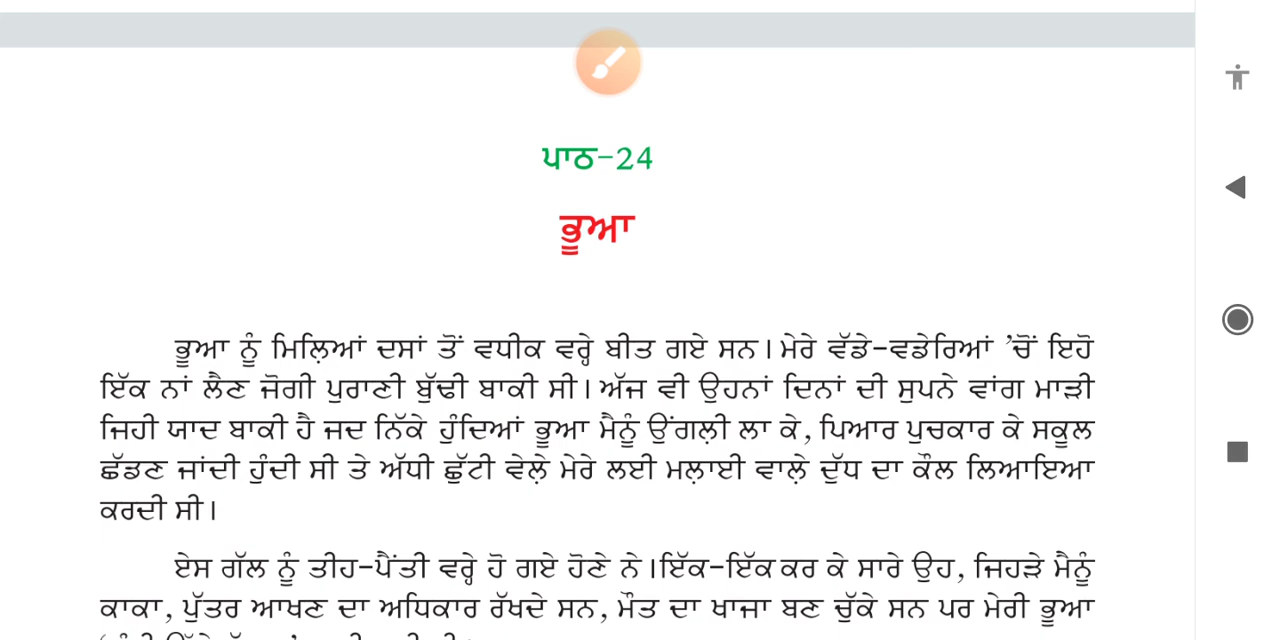 ਪਾਠ-24
ਭੂਆ
ਭੂਆ ਨੂੰ ਮਿਲ਼ਿਆਂ ਦਸਾਂ ਤੋਂ ਵਧੀਕ ਵਰ੍ਹੇ ਬੀਤ ਗਏ ਸਨ। ਮੇਰੇ ਵੱਡੇ-ਵਡੇਰਿਆਂ ’ਚੋਂ ਇਹੋ
ਇੱਕ ਨਾਂ ਲੈਣ ਜੋਗੀ ਪੁਰਾਣੀ ਬੁੱਢੀ ਬਾਕੀ ਸੀ। ਅੱਜ ਵੀ ਉਹਨਾਂ ਦਿਨਾਂ ਦੀ ਸੁਪਨੇ ਵਾਂਗ ਮਾੜੀ
ਜਿਹੀ ਯਾਦ ਬਾਕੀ ਹੈ ਜਦ ਨਿੱਕੇ ਹੁੰਦਿਆਂ ਭੂਆ ਮੈਨੂੰ ਉਂਗਲ਼ੀ ਲਾ ਕੇ, ਪਿਆਰ ਪੁਚਕਾਰ ਕੇ ਸਕੂਲ
ਛੱਡਣ ਜਾਂਦੀ ਹੁੰਦੀ ਸੀ ਤੇ ਅੱਧੀ ਛੁੱਟੀ ਵੇਲ਼ੇ ਮੇਰੇ ਲਈ ਮਲ਼ਾਈ ਵਾਲ਼ੇ ਦੁੱਧ ਦਾ ਕੌਲ ਲਿਆਇਆ
ਕਰਦੀ ਸੀ।
ਏਸ ਗੱਲ ਨੂੰ ਤੀਹ-ਪੈਂਤੀ ਵਰ੍ਹੇ ਹੋ ਗਏ ਹੋਣੇ ਨੇ।ਇੱਕ-ਇੱਕ ਕਰ ਕੇ ਸਾਰੇ ਉਹ, ਜਿਹੜੇ ਮੈਨੂੰ
ਕਾਕਾ, ਪੁੱਤਰ ਆਖਣ ਦਾ ਅਧਿਕਾਰ ਰੱਖਦੇ ਸਨ, ਮੌਤ ਦਾ ਖਾਜਾ ਬਣ ਚੁੱਕੇ ਸਨ ਪਰ ਮੇਰੀ ਭੂਆ